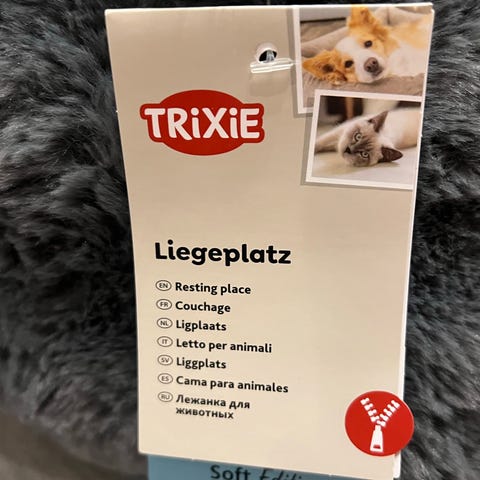 TRiXiE
Liegeplatz
EN Resting place
FR Couchage
NL Ligplaats
IT Letto per animali
SV Liggplats
ES Cama para animales
RU Лежанка для
животных
Soft Edition